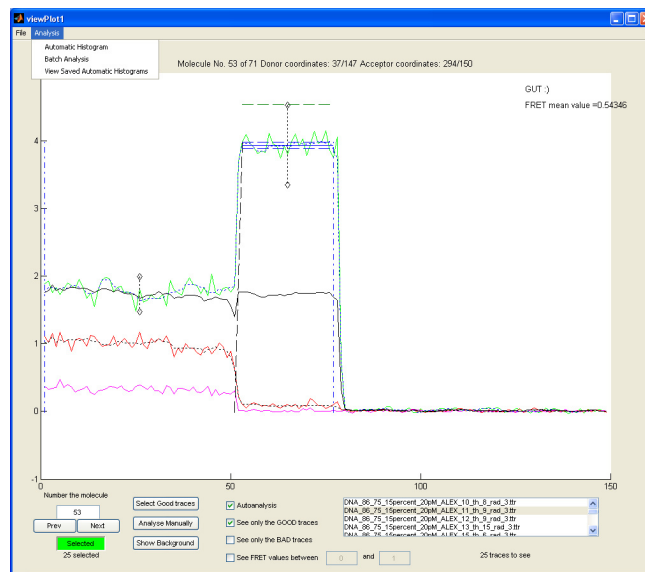 viewPlot1
File Analysis
Automatic Histogram
Batch Analysis
View Saved Automatic Histograms
Molecule No. 53 of 71 Donor coordinates: 37/147 Acceptor coordinates: 294/150
GUT :)
FRET mean value =0.54346
4
3
2
1
0
-1
0 50 100 150
Number the molecule
53
Prev Next
Selected
25 selected
Select Good traces
Analyse Manually
Show Background
Autoanalysis
See only the GOOD traces
See only the BAD traces
See FRET values between 0 and 1
DNA_86_75_15percent_20pM_ALEX_10_th_8_rad_3.ttr
DNA_86_75_15percent_20pM_ALEX_11_th_9_rad_3.ttr
DNA_86_75_15percent_20pM_ALEX_12_th_9_rad_3.ttr
DNA_86_75_15percent_20pM_ALEX_13_th_15_rad_3.ttr
DNA_86_75_15percent_20pM_ALEX_15_th_6_rad_3.ttr
25 traces to see